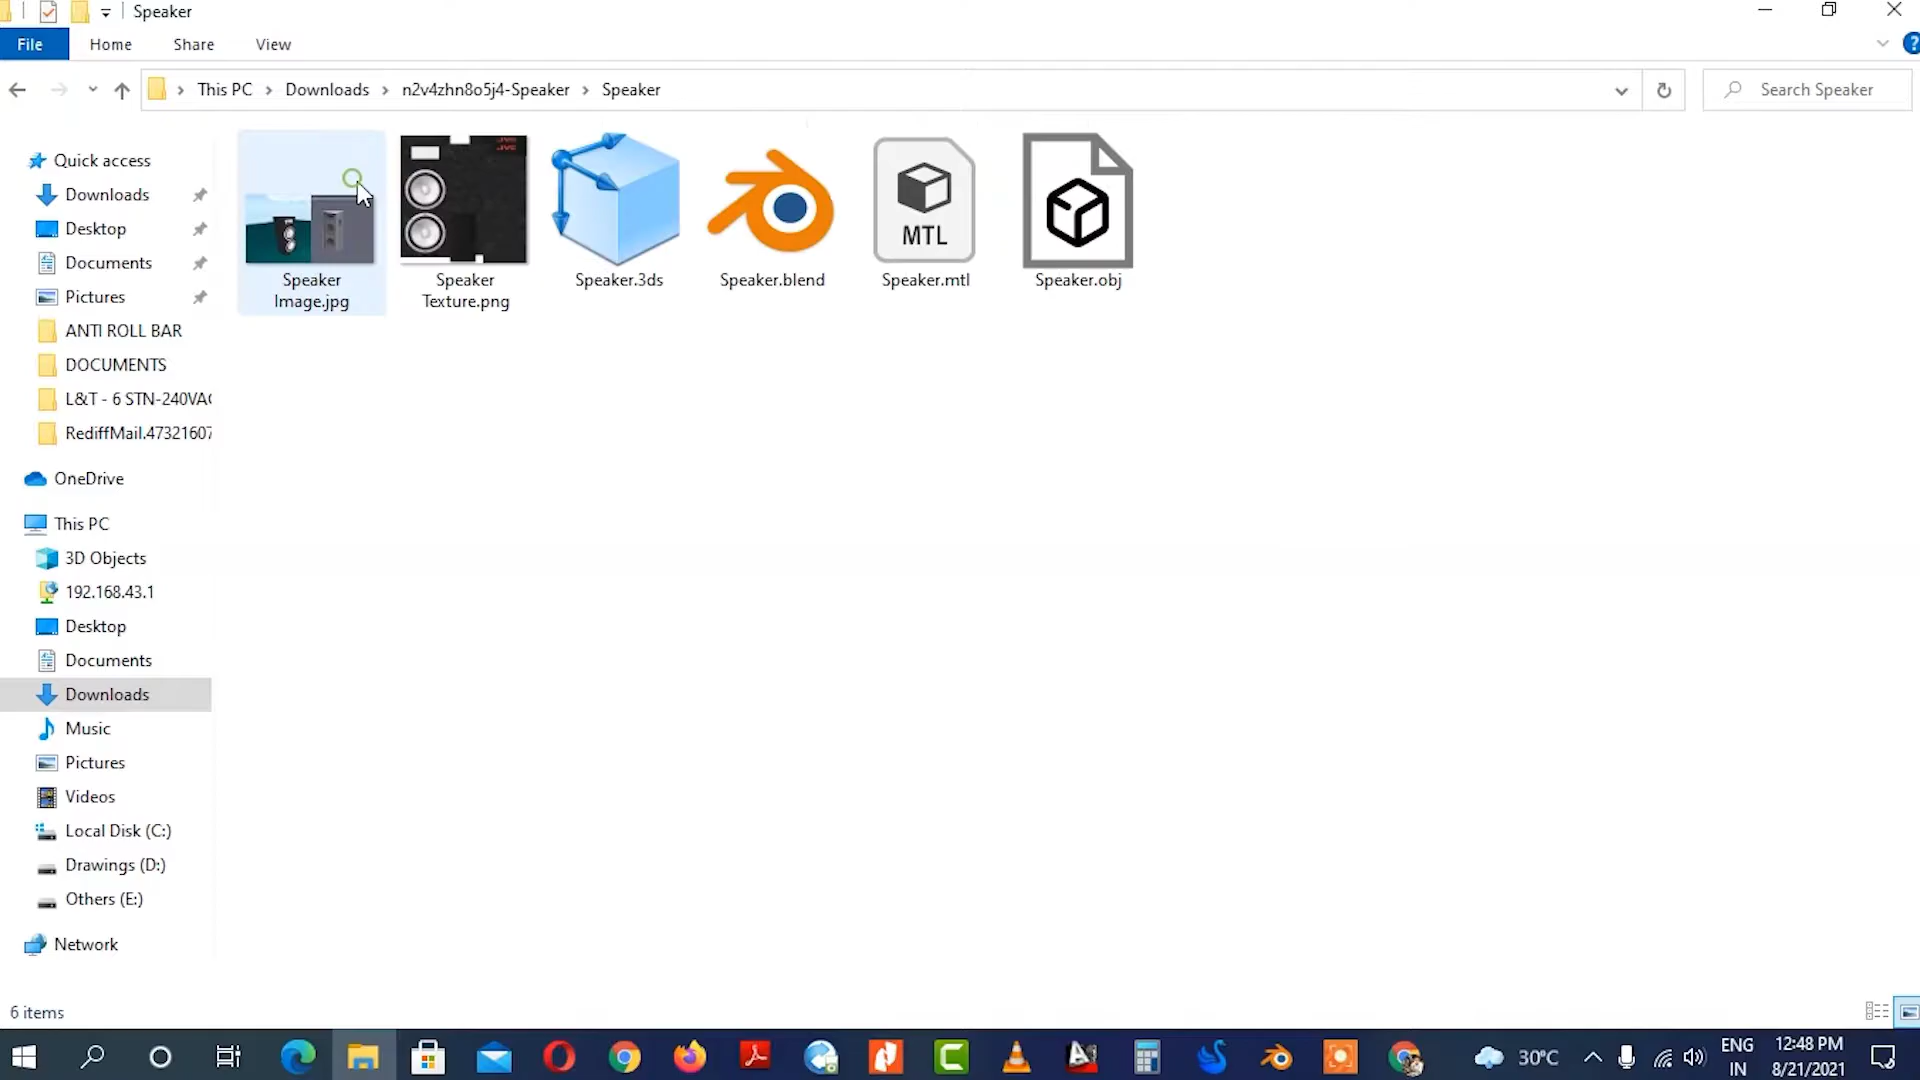 Speaker
File
Home
Share
View
This PC
Downloads
n2v4zhn8o5j4-Speaker
Speaker
Search Speaker
Quick access
Downloads
Desktop
Documents
Pictures
ANTI ROLL BAR
DOCUMENTS
L&T - 6 STN-240VAC
RediffMail.47321607
OneDrive
This PC
3D Objects
192.168.43.1
Desktop
Documents
Downloads
Music
Pictures
Videos
Local Disk (C:)
Drawings (D:)
Others (E:)
Network
JVC
JVC
MTL
Speaker
Image.jpg
Speaker
Texture.png
Speaker.3ds
Speaker.blend
Speaker.mtl
Speaker.obj
6 items
30°C
ENG
IN
12:48 PM
8/21/2021